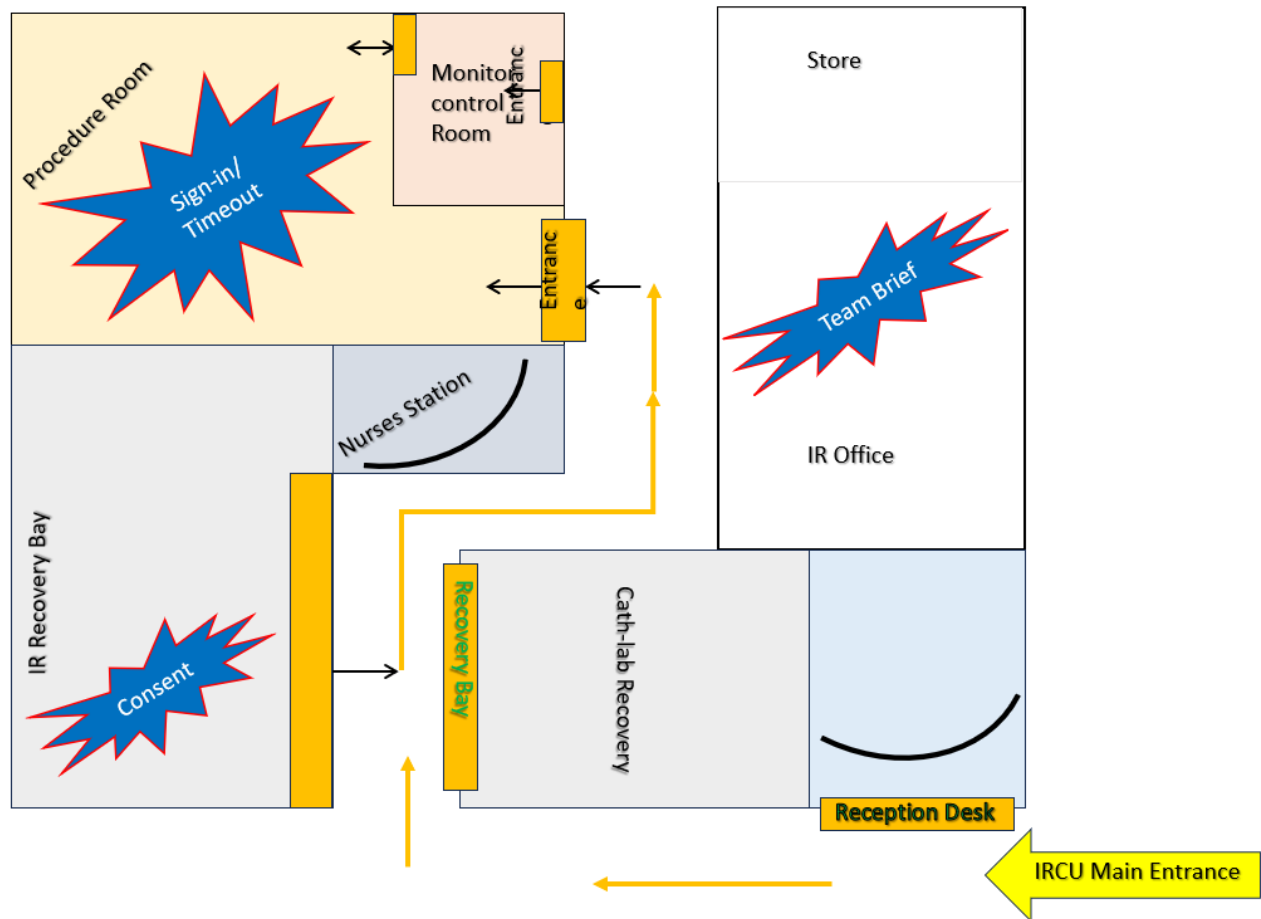 Store
Monitor
control
Room
Entranc
Procedure Room
Sign-in/
Timeout
Entranc
e
Team Brief
Nurses Station
IR Office
IR Recovery Bay
Recovery Bay
Cath-lab Recovery
Consent
Reception Desk
IRCU Main Entrance